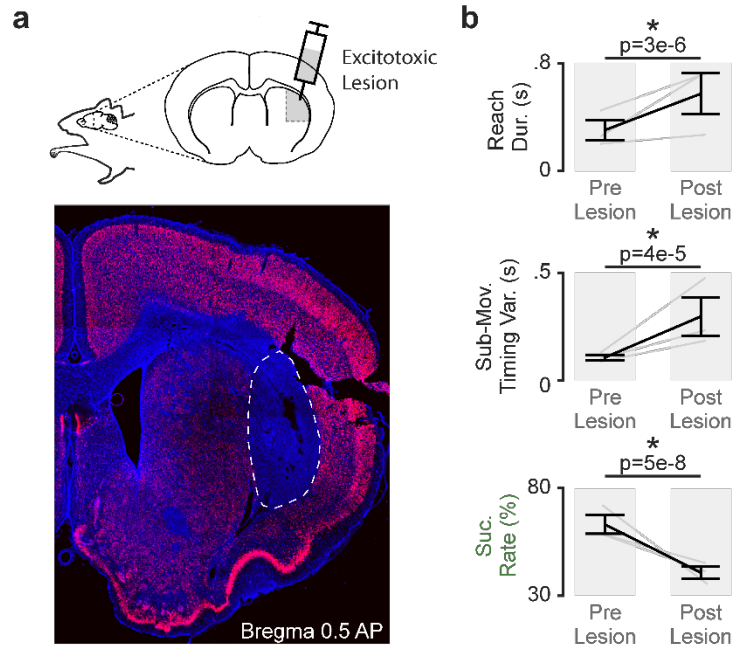 a
Excitotoxic
Lesion
Bregma 0.5 AP
b
*
p=3e-6
.8
0
Reach
Dur. (s)
Pre
Lesion
Post
Lesion
*
p=4e-5
.5
0
Sub-Mov.
Timing Var. (s)
Pre
Lesion
Post
Lesion
*
p=5e-8
80
30
Suc.
Rate (%)
Pre
Lesion
Post
Lesion